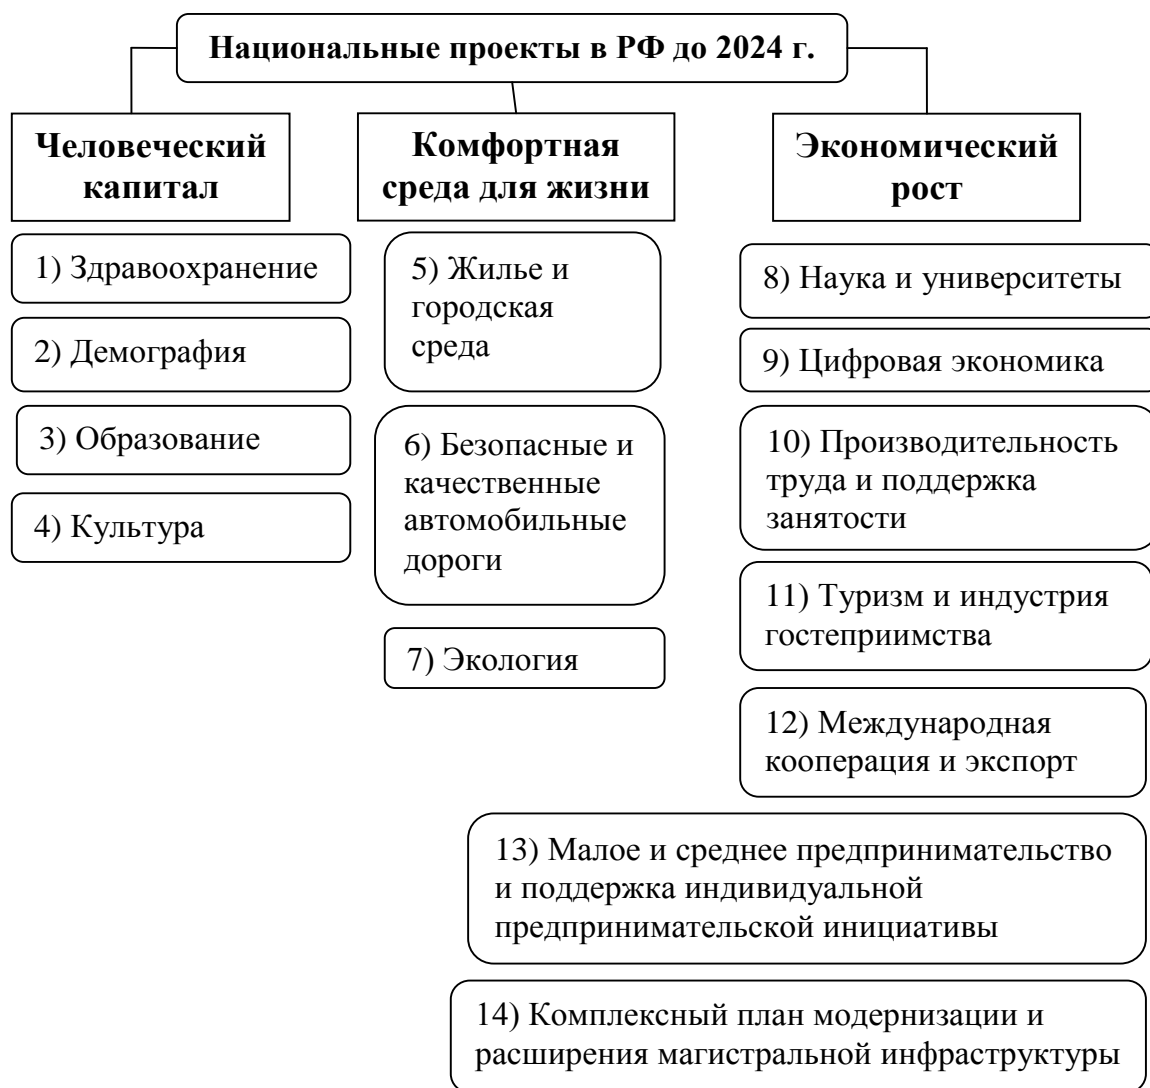 Национальные проекты в РФ до 2024 г.
Человеческий
капитал
1) Здравоохранение
2) Демография
3) Образование
4) Культура
Комфортная
среда для жизни
5) Жилье и
городская
среда
6) Безопасные и
качественные
автомобильные
дороги
7) Экология
Экономический
рост
8) Наука и университеты
9) Цифровая экономика
10) Производительность
труда и поддержка
занятости
11) Туризм и индустрия
гостеприимства
12) Международная
кооперация и экспорт
13) Малое и среднее предпринимательство
и поддержка индивидуальной
предпринимательской инициативы
14) Комплексный план модернизации и
расширения магистральной инфраструктуры